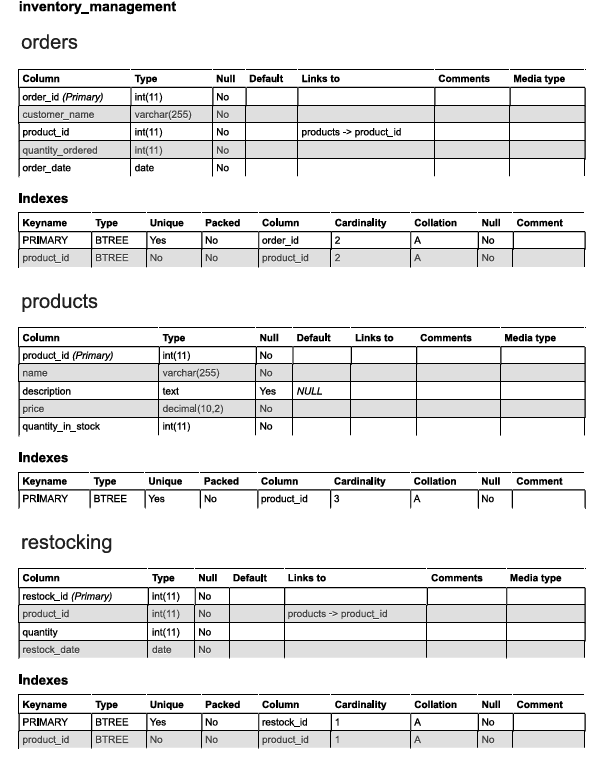 inventory_management
orders
Column Type Null Default Links to Comments Media type
order_id (Primary) int(11) No
customer_name varchar(255) No
product_id int(11) No products -> product_id
quantity_ordered int(11) No
order_date date No
Indexes
Keyname Type Unique Packed Column Cardinality Collation Null Comment
PRIMARY BTREE Yes No order_id 2 A No
product_id BTREE No No product_id 2 A No
products
Column Type Null Default Links to Comments Media type
product_id (Primary) int(11) No
name varchar(255) No
description text Yes NULL
price decimal(10,2) No
quantity_in_stock int(11) No
Indexes
Keyname Type Unique Packed Column Cardinality Collation Null Comment
PRIMARY BTREE Yes No product_id 3 A No
restocking
Column Type Null Default Links to Comments Media type
restock_id (Primary) int(11) No
product_id int(11) No products -> product_id
quantity int(11) No
restock_date date No
Indexes
Keyname Type Unique Packed Column Cardinality Collation Null Comment
PRIMARY BTREE Yes No restock_id 1 A No
product_id BTREE No No product_id 1 A No